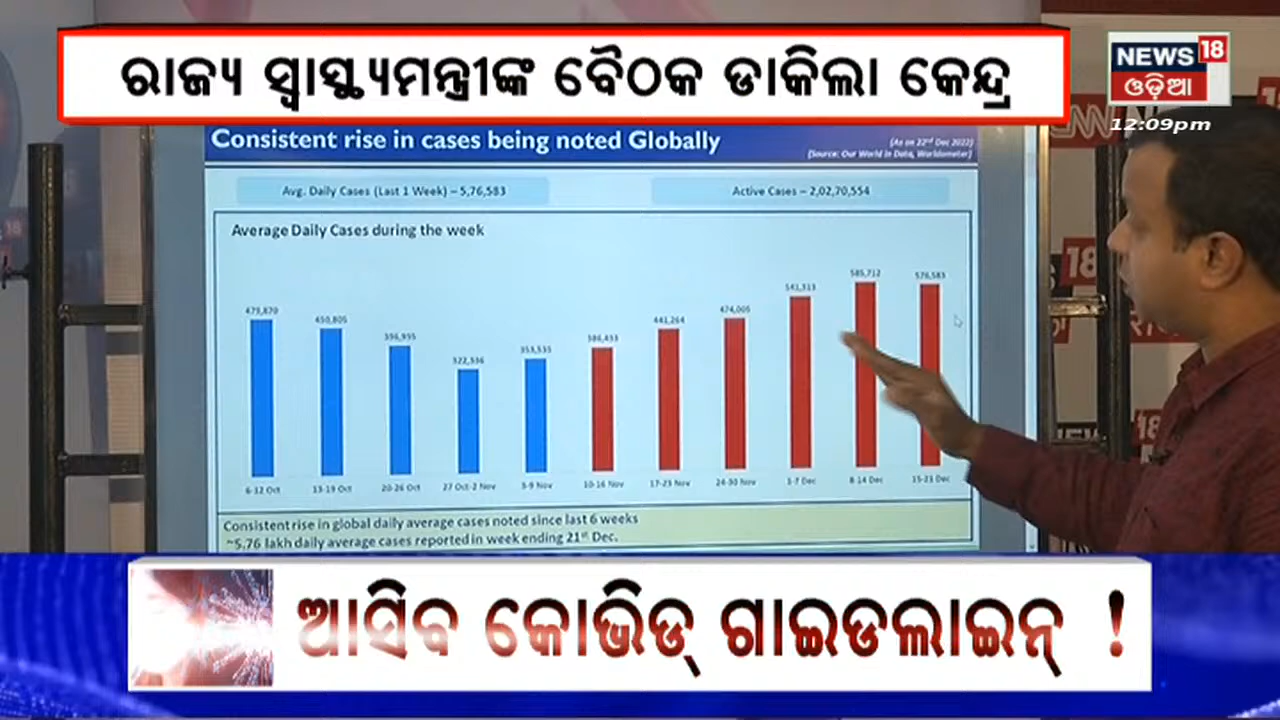 ରାଜ୍ୟ ସ୍ୱାସ୍ଥ୍ୟମନ୍ତ୍ରୀଙ୍କ ବୈଠକ ଡାକିଲା କେନ୍ଦ୍ର
NEWS 18
ଓଡ଼ିଆ
12:09pm
Consistent rise in cases being noted Globally
(As on 22nd Dec 2022)
(Source: Our World in Data, Worldometer)
Avg. Daily Cases (Last 1 Week) – 5,76,583
Active Cases – 2,02,70,554
Average Daily Cases during the week
479,870 450,805 396,935 322,336 353,535 386,433 441,264 474,005 541,313 585,712 576,583
6-12 Oct 13-19 Oct 20-26 Oct 27 Oct-2 Nov 3-9 Nov 10-16 Nov 17-23 Nov 24-30 Nov 1-7 Dec 8-14 Dec 15-21 Dec
Consistent rise in global daily average cases noted since last 6 weeks
~5.76 lakh daily average cases reported in week ending 21st Dec.
ଆସିବ କୋଭିଡ୍ ଗାଇଡଲାଇନ୍ !